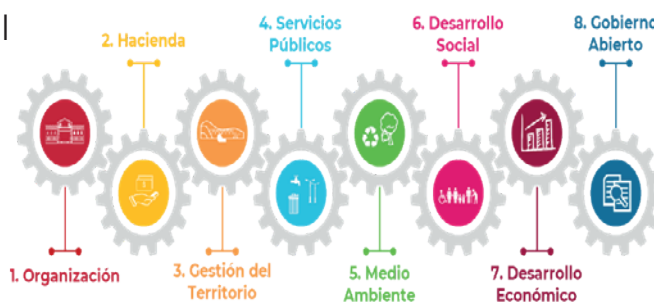 1. Organización
2. Hacienda
3. Gestión del
Territorio
4. Servicios
Públicos
5. Medio
Ambiente
6. Desarrollo
Social
7. Desarrollo
Económico
8. Gobierno
Abierto